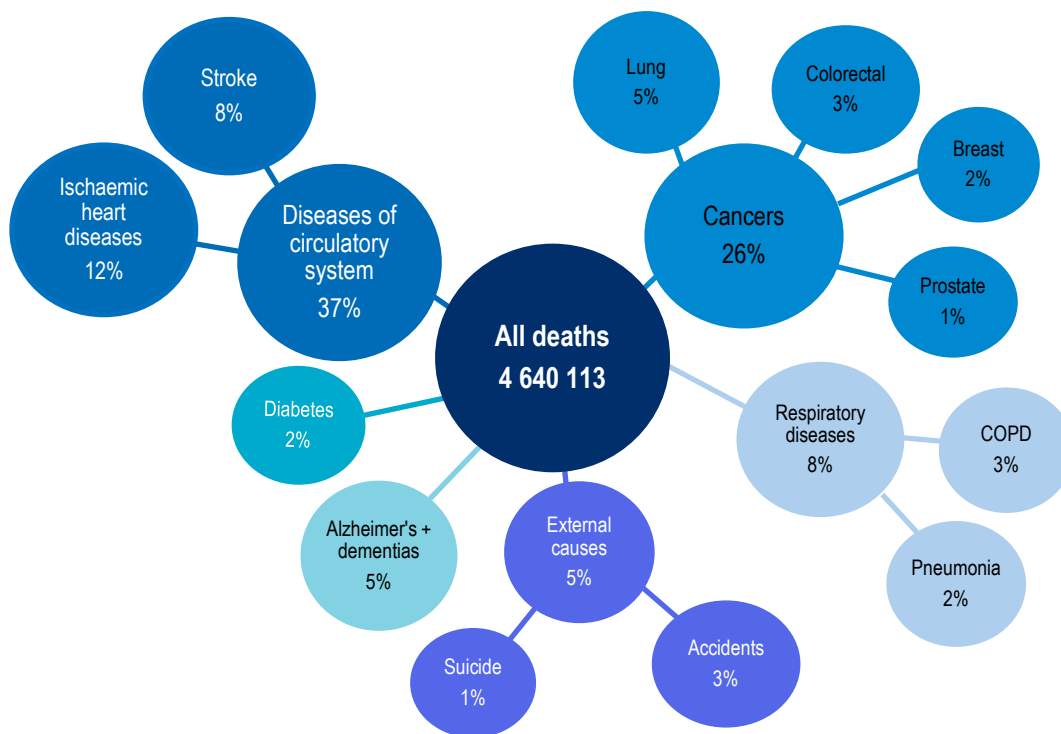 Stroke
8%
Ischaemic
heart
diseases
12%
Diseases of
circulatory
system
37%
Lung
5%
Colorectal
3%
Breast
2%
Cancers
26%
Prostate
1%
All deaths
4 640 113
Diabetes
2%
Alzheimer's +
dementias
5%
External
causes
5%
Suicide
1%
Accidents
3%
Respiratory
diseases
8%
COPD
3%
Pneumonia
2%